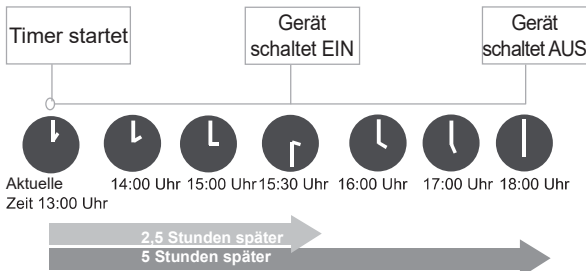 Timer startet
Gerät
schaltet EIN
Gerät
schaltet AUS
Aktuelle
Zeit 13:00 Uhr
14:00 Uhr 15:00 Uhr 15:30 Uhr 16:00 Uhr 17:00 Uhr 18:00 Uhr
2,5 Stunden später
5 Stunden später